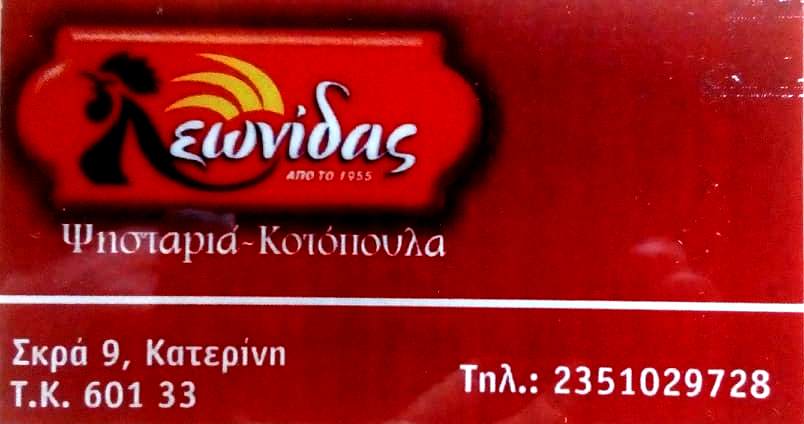 Λεωνίδας
ΑΠΟ ΤΟ 1955
Ψησταριά-Κοτόπουλα
Σκρά 9, Κατερίνη
Τ.Κ. 601 33
Τηλ.: 2351029728